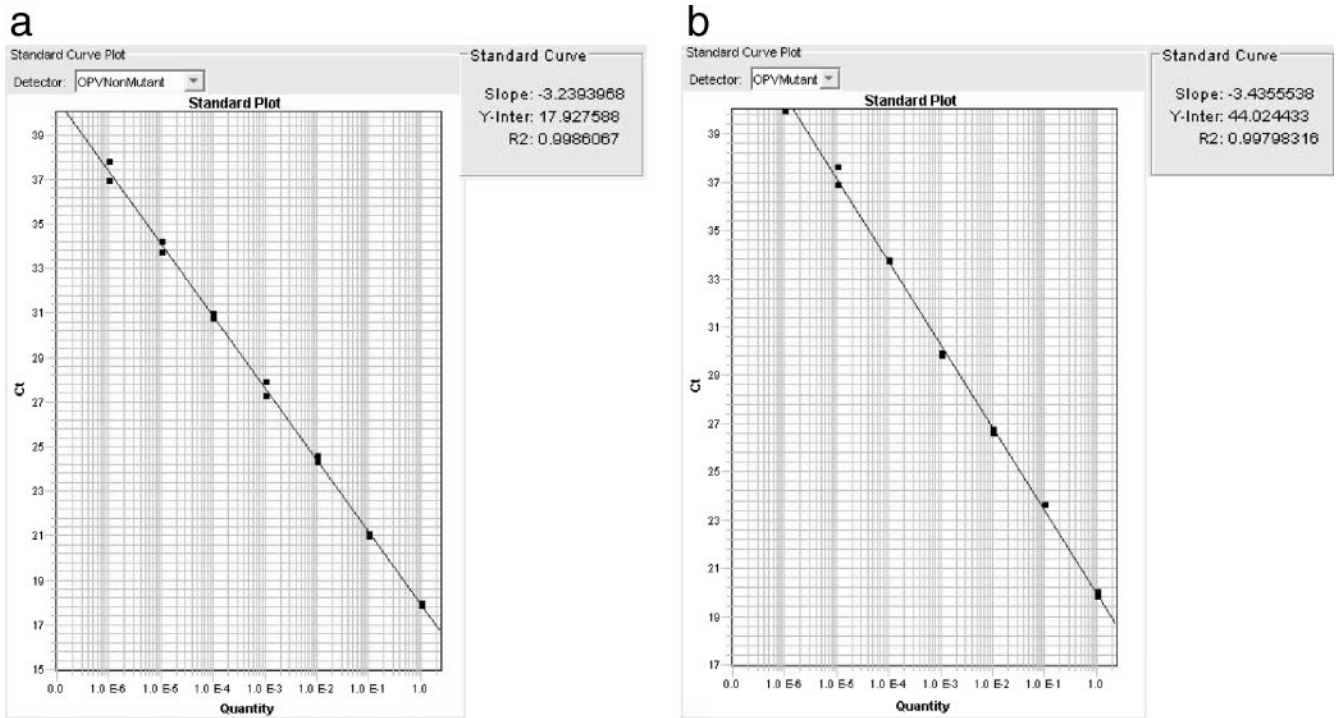 a
Standard Curve Plot
Detector: OPVNonMutant
Standard Plot
Standard Curve
Slope: -3.2393968
Y-Inter: 17.927588
R2: 0.9986067
39
37
35
33
31
29
27
25
23
21
19
17
15
Ct
0.0 1.0 E-6 1.0 E-5 1.0 E-4 1.0 E-3 1.0 E-2 1.0 E-1 1.0
Quantity
b
Standard Curve Plot
Detector: OPVMutant
Standard Plot
Standard Curve
Slope: -3.4355538
Y-Inter: 44.024433
R2: 0.99798316
39
37
35
33
31
29
27
25
23
21
19
17
Ct
0.0 1.0 E-6 1.0 E-5 1.0 E-4 1.0 E-3 1.0 E-2 1.0 E-1 1.0
Quantity